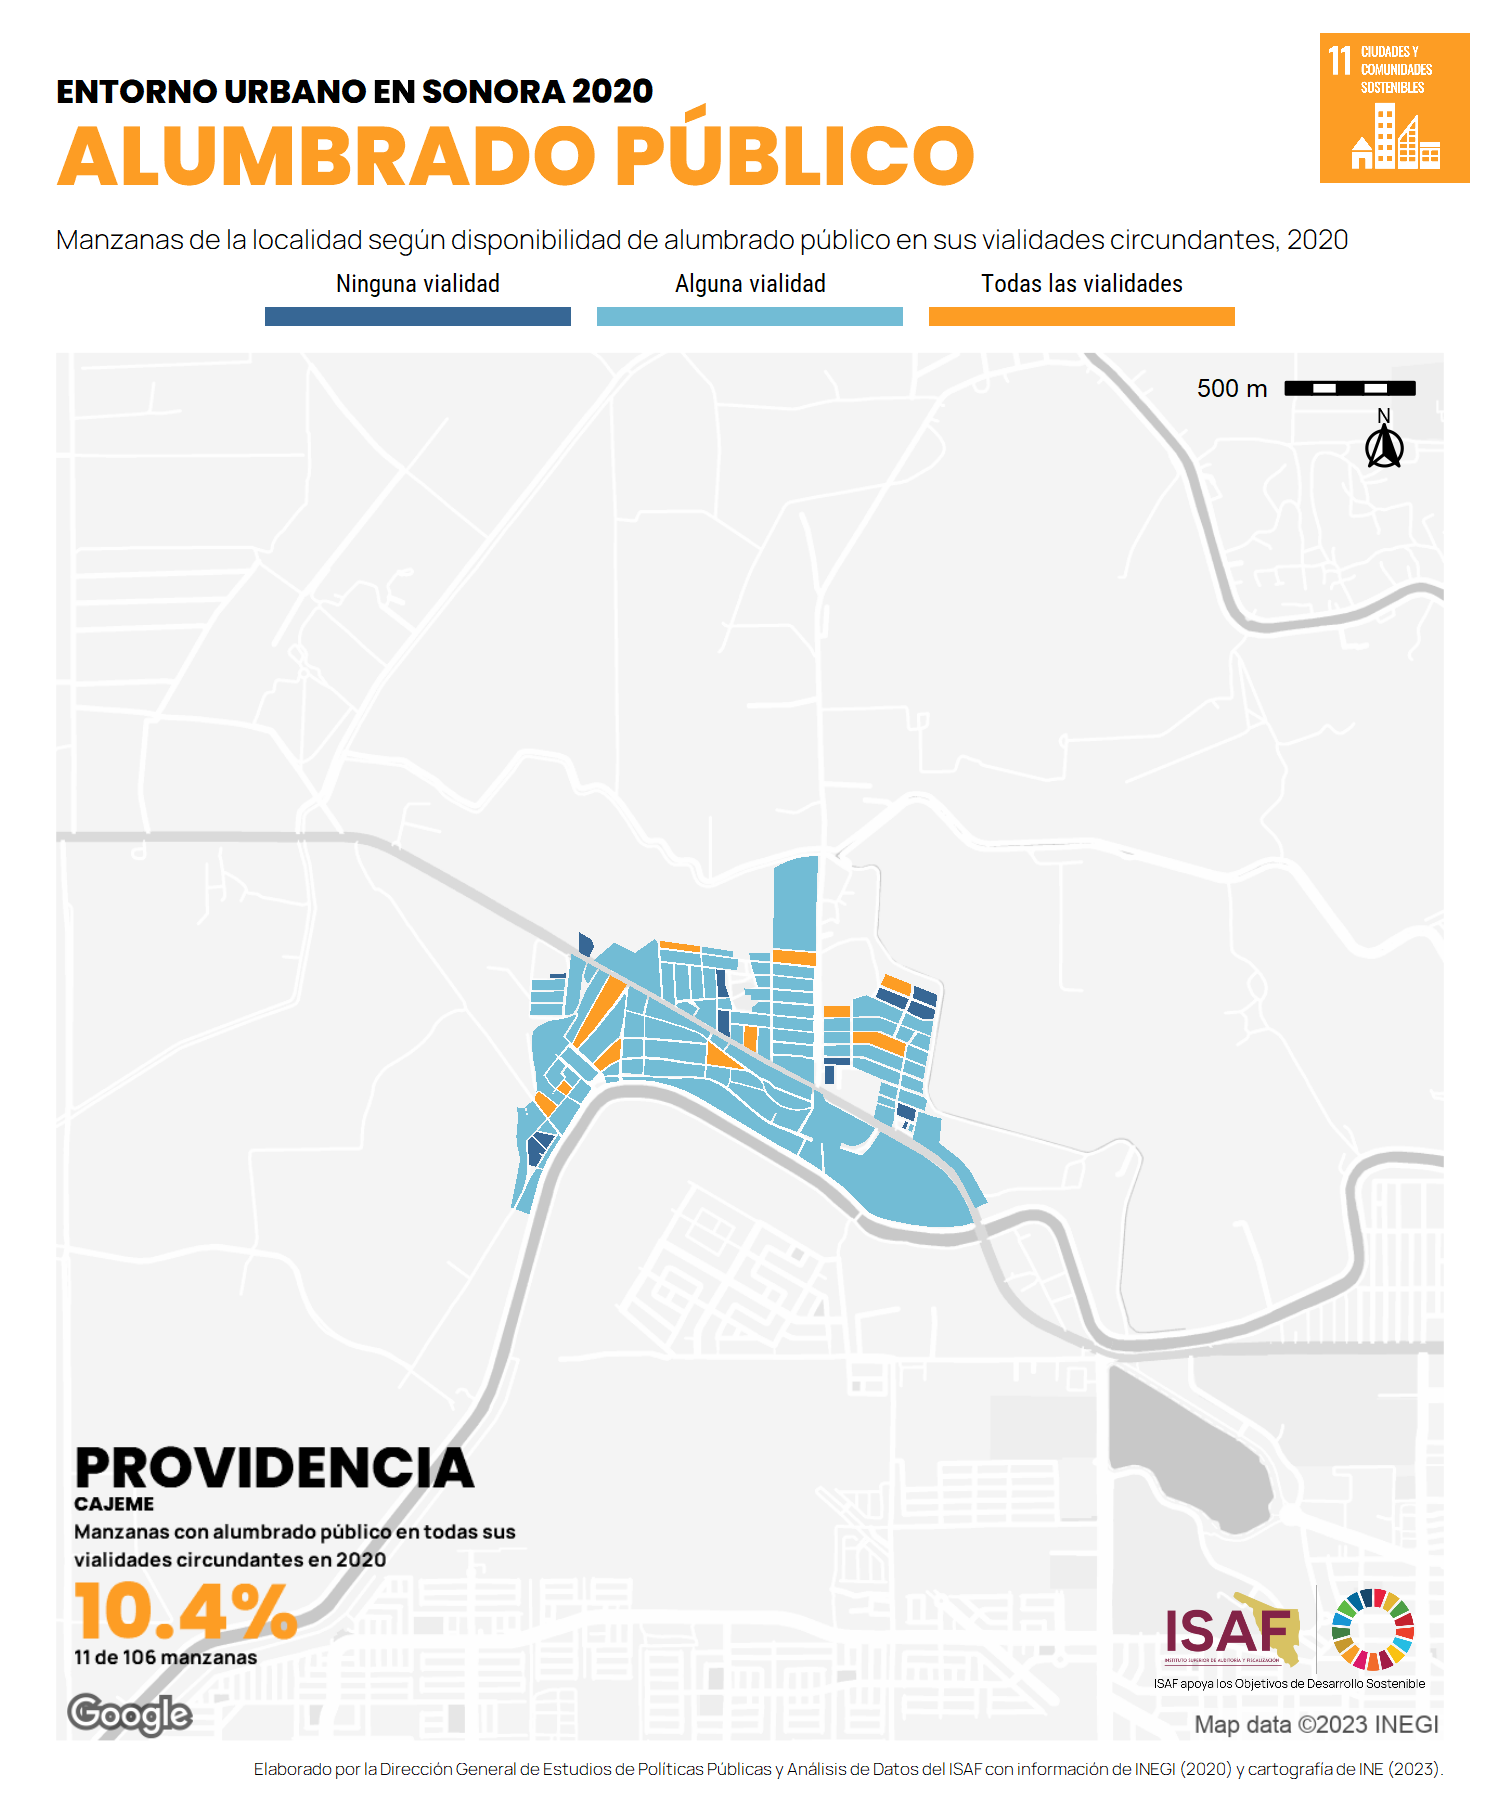 ENTORNO URBANO EN SONORA 2020
ALUMBRADO PÚBLICO
11 CIUDADES Y
COMUNIDADES
SOSTENIBLES
Manzanas de la localidad según disponibilidad de alumbrado público en sus vialidades circundantes, 2020
Ninguna vialidad
Alguna vialidad
Todas las vialidades
500 m
N
PROVIDENCIA
CAJEME
Manzanas con alumbrado público en todas sus
vialidades circundantes en 2020
10.4%
11 de 106 manzanas
Google
ISAF
INSTITUTO SUPERIOR DE AUDITORÍA Y FISCALIZACIÓN
ISAF apoya los Objetivos de Desarrollo Sostenible
Map data ©2023 INEGI
Elaborado por la Dirección General de Estudios de Políticas Públicas y Análisis de Datos del ISAF con información de INEGI (2020) y cartografía de INE (2023).